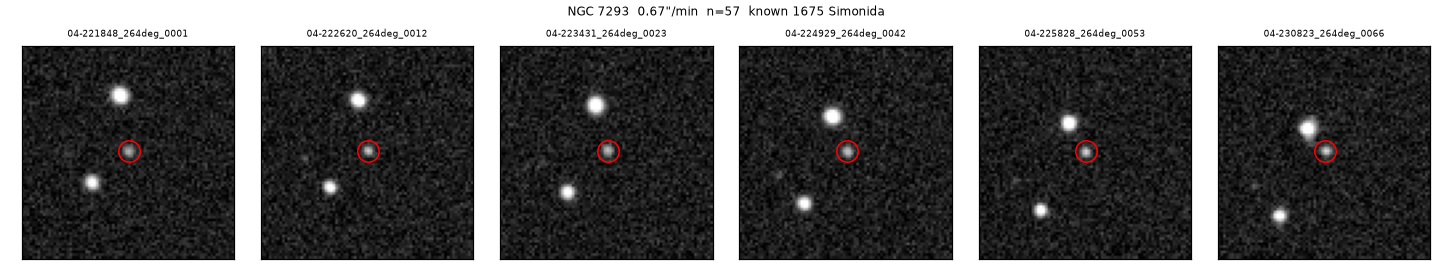 NGC 7293  0.67"/min  n=57  known 1675 Simonida
04-221848_264deg_0001
04-222620_264deg_0012
04-223431_264deg_0023
04-224929_264deg_0042
04-225828_264deg_0053
04-230823_264deg_0066